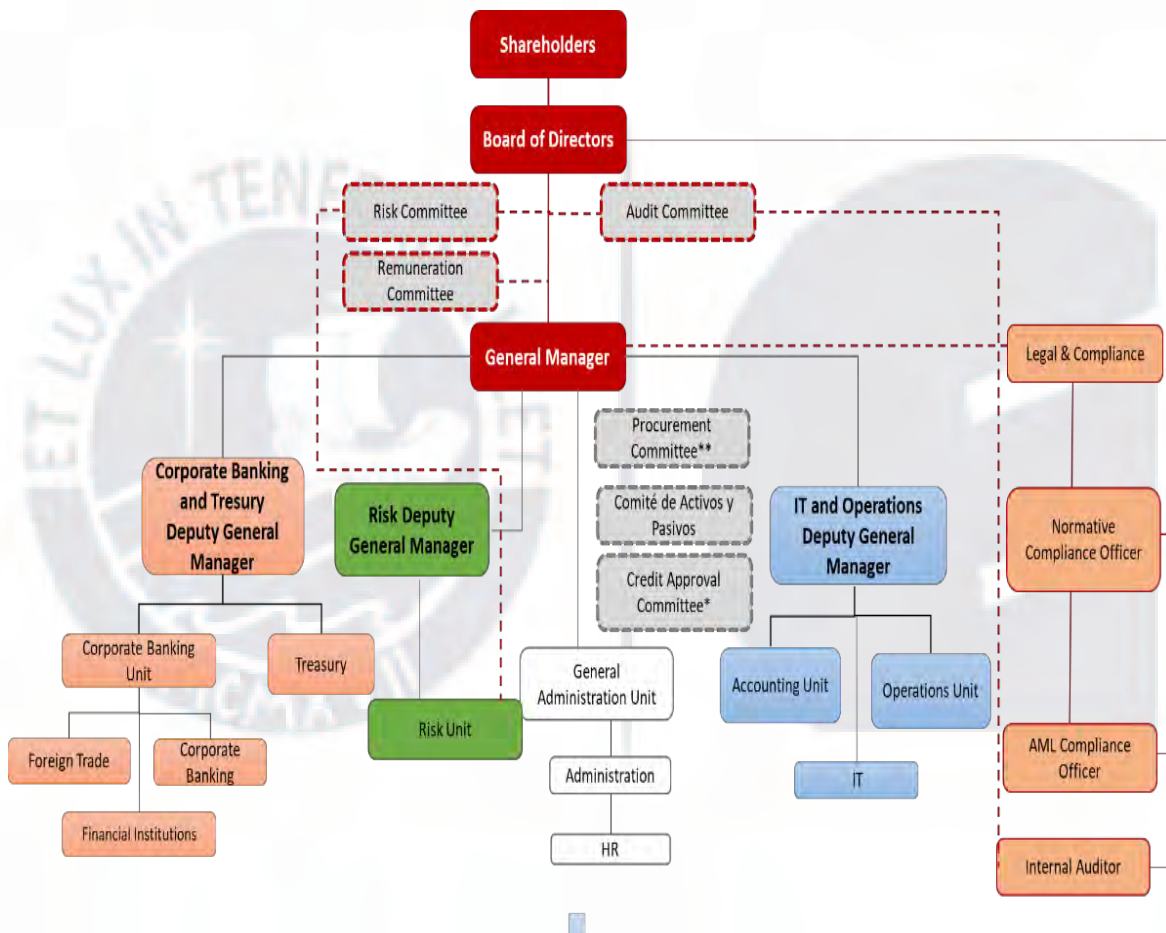 Shareholders
Board of Directors
Risk Committee
Audit Committee
Remuneration
Committee
General Manager
Legal & Compliance
Procurement
Committee**
Corporate Banking
and Tresury
Deputy General
Manager
Risk Deputy
General Manager
Comité de Activos y
Pasivos
IT and Operations
Deputy General
Manager
Normative
Compliance Officer
Credit Approval
Committee*
Corporate Banking
Unit
Treasury
General
Administration Unit
Accounting Unit
Operations Unit
Risk Unit
Foreign Trade
Corporate
Banking
Administration
IT
AML Compliance
Officer
Financial Institutions
HR
Internal Auditor
ET LUX IN